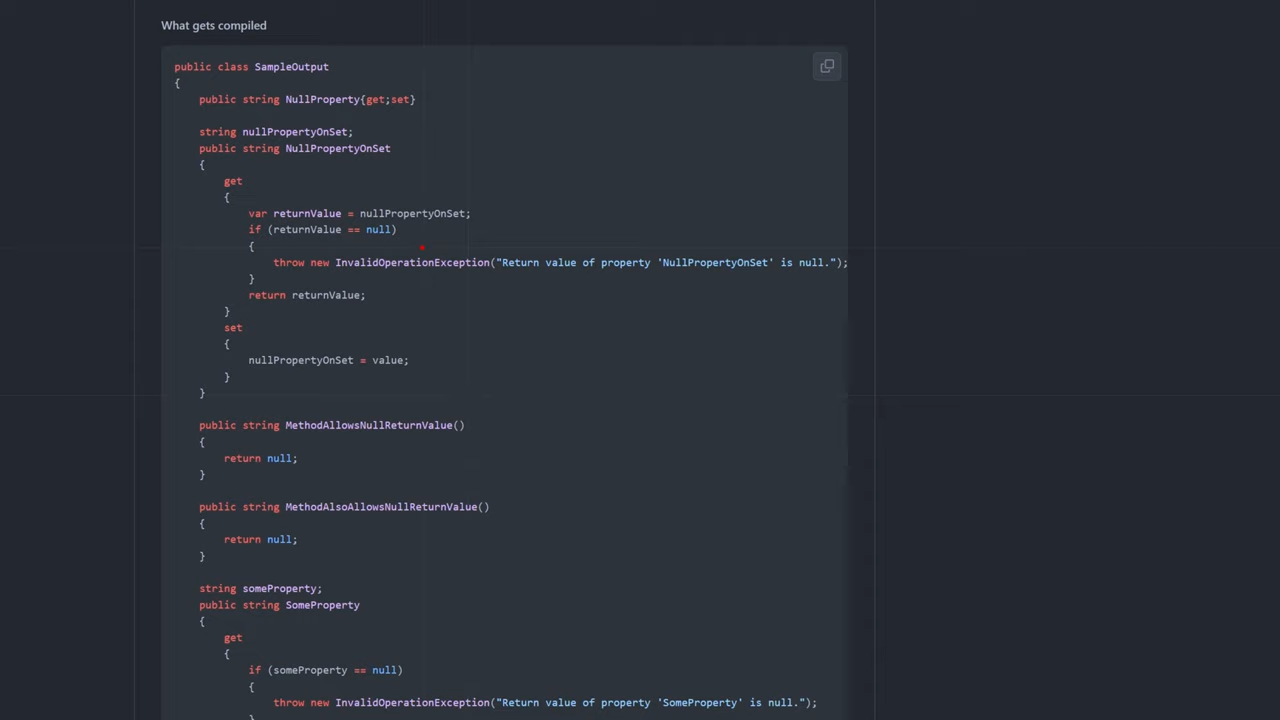 What gets compiled
public class SampleOutput
{
    public string NullProperty{get;set}

    string nullPropertyOnSet;
    public string NullPropertyOnSet
    {
        get
        {
            var returnValue = nullPropertyOnSet;
            if (returnValue == null)
            {
                throw new InvalidOperationException("Return value of property 'NullPropertyOnSet' is null.");
            }
            return returnValue;
        }
        set
        {
            nullPropertyOnSet = value;
        }
    }

    public string MethodAllowsNullReturnValue()
    {
        return null;
    }

    public string MethodAlsoAllowsNullReturnValue()
    {
        return null;
    }

    string someProperty;
    public string SomeProperty
    {
        get
        {
            if (someProperty == null)
            {
                throw new InvalidOperationException("Return value of property 'SomeProperty' is null.");
            }